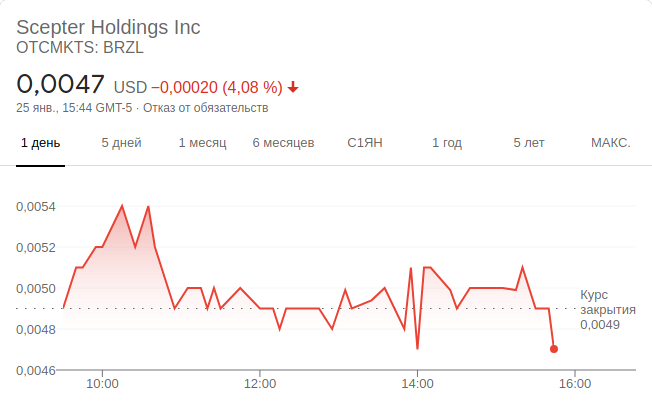 Scepter Holdings Inc
OTCMKTS: BRZL
0,0047 USD −0,00020 (4,08 %)
25 янв., 15:44 GMT-5 · Отказ от обязательств
1 день 5 дней 1 месяц 6 месяцев С1ЯН 1 год 5 лет МАКС.
0,0054
0,0052
0,0050
Курс
закрытия
0,0049
0,0048
0,0046
10:00 12:00 14:00 16:00